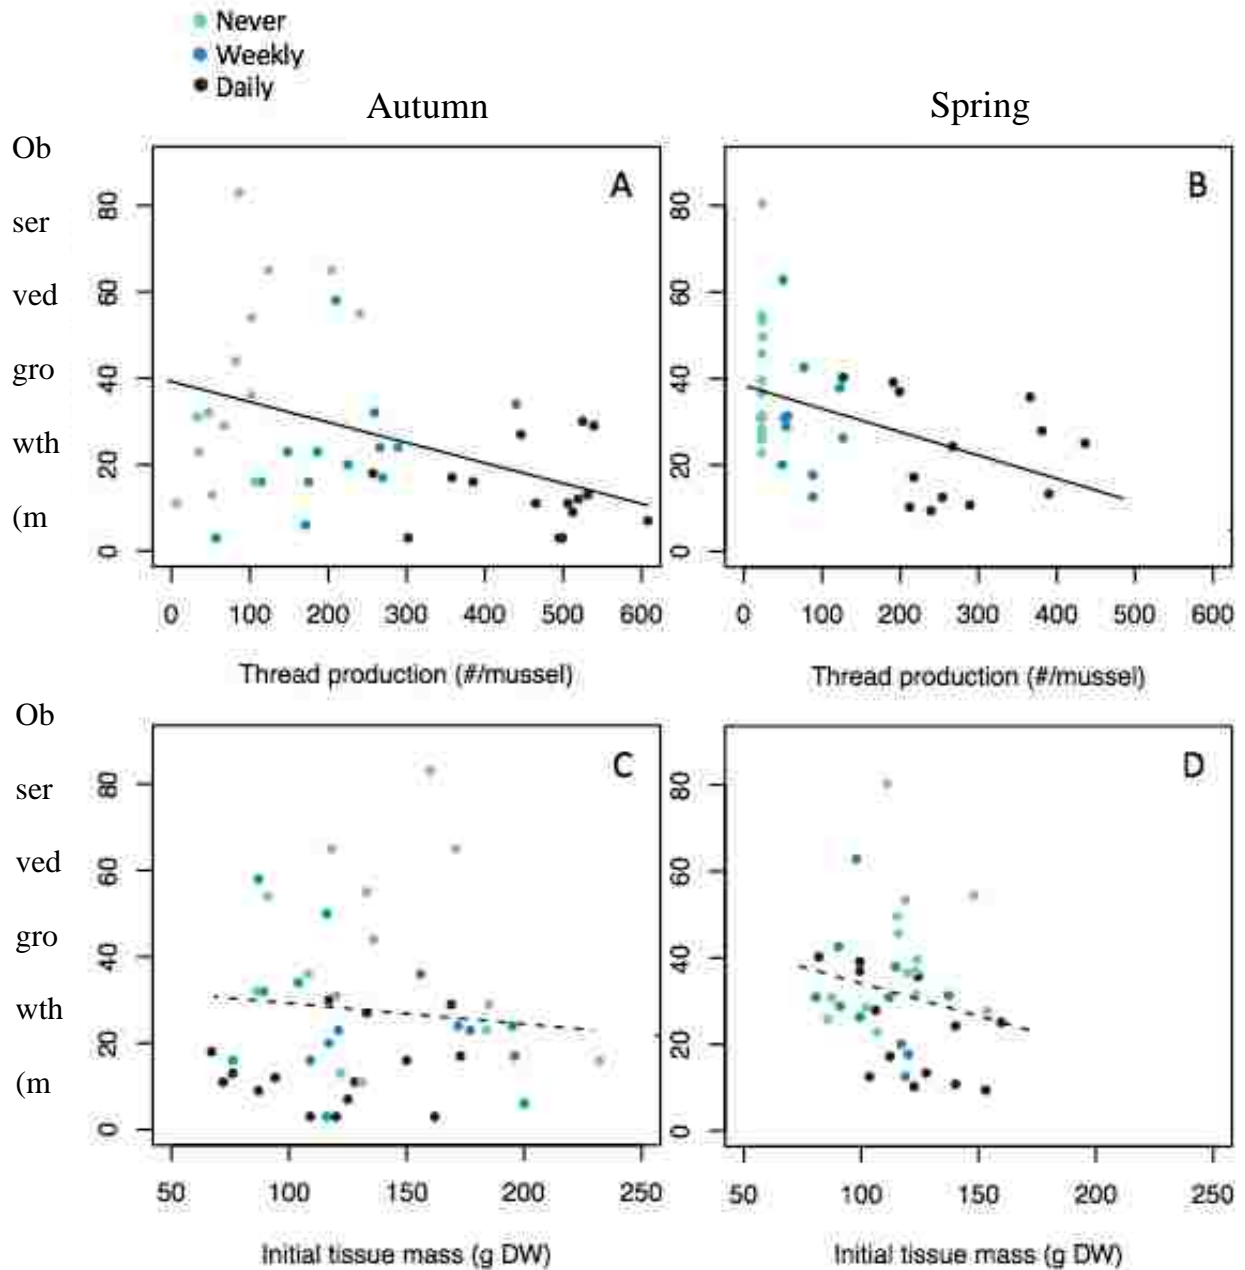 Never
Weekly
Daily
Autumn
Spring
Ob
ser
ved
gro
wth
(m
A
80
60
40
20
0
0 100 200 300 400 500 600
Thread production (#/mussel)
B
80
60
40
20
0
0 100 200 300 400 500 600
Thread production (#/mussel)
Ob
ser
ved
gro
wth
(m
C
80
60
40
20
0
50 100 150 200 250
Initial tissue mass (g DW)
D
80
60
40
20
0
50 100 150 200 250
Initial tissue mass (g DW)